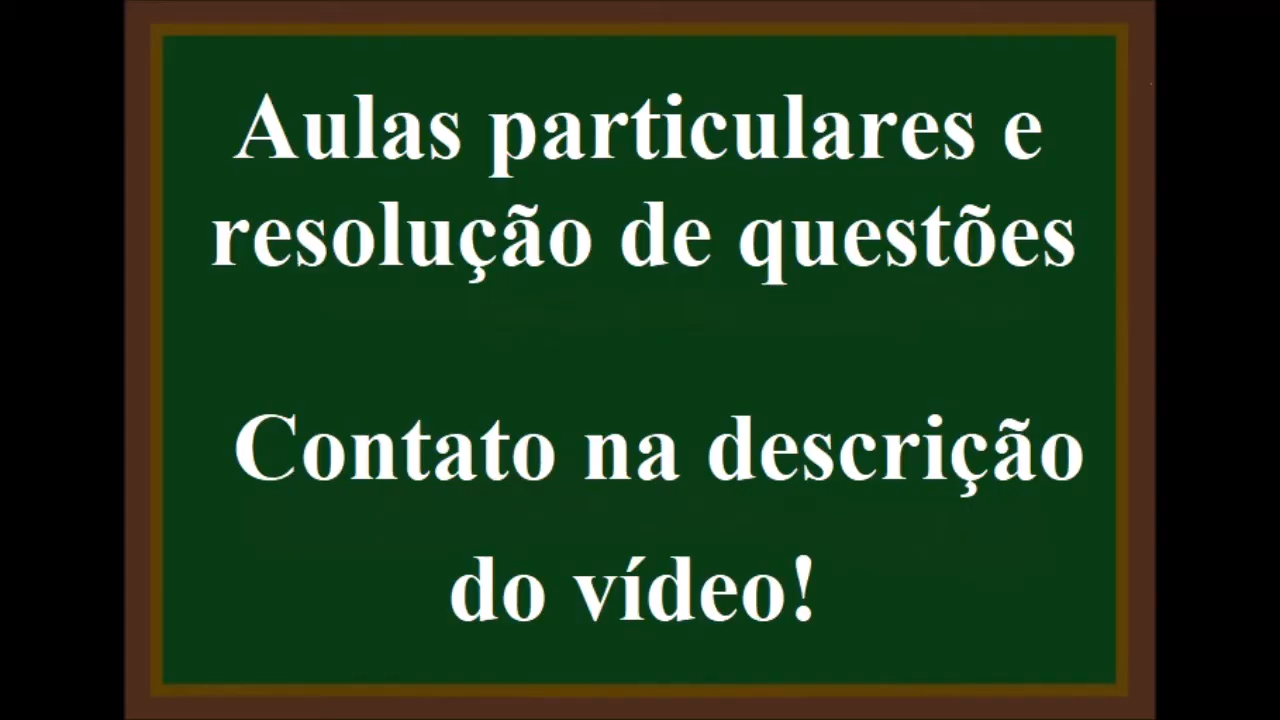 Aulas particulares e
resolução de questões
Contato na descrição
do vídeo!